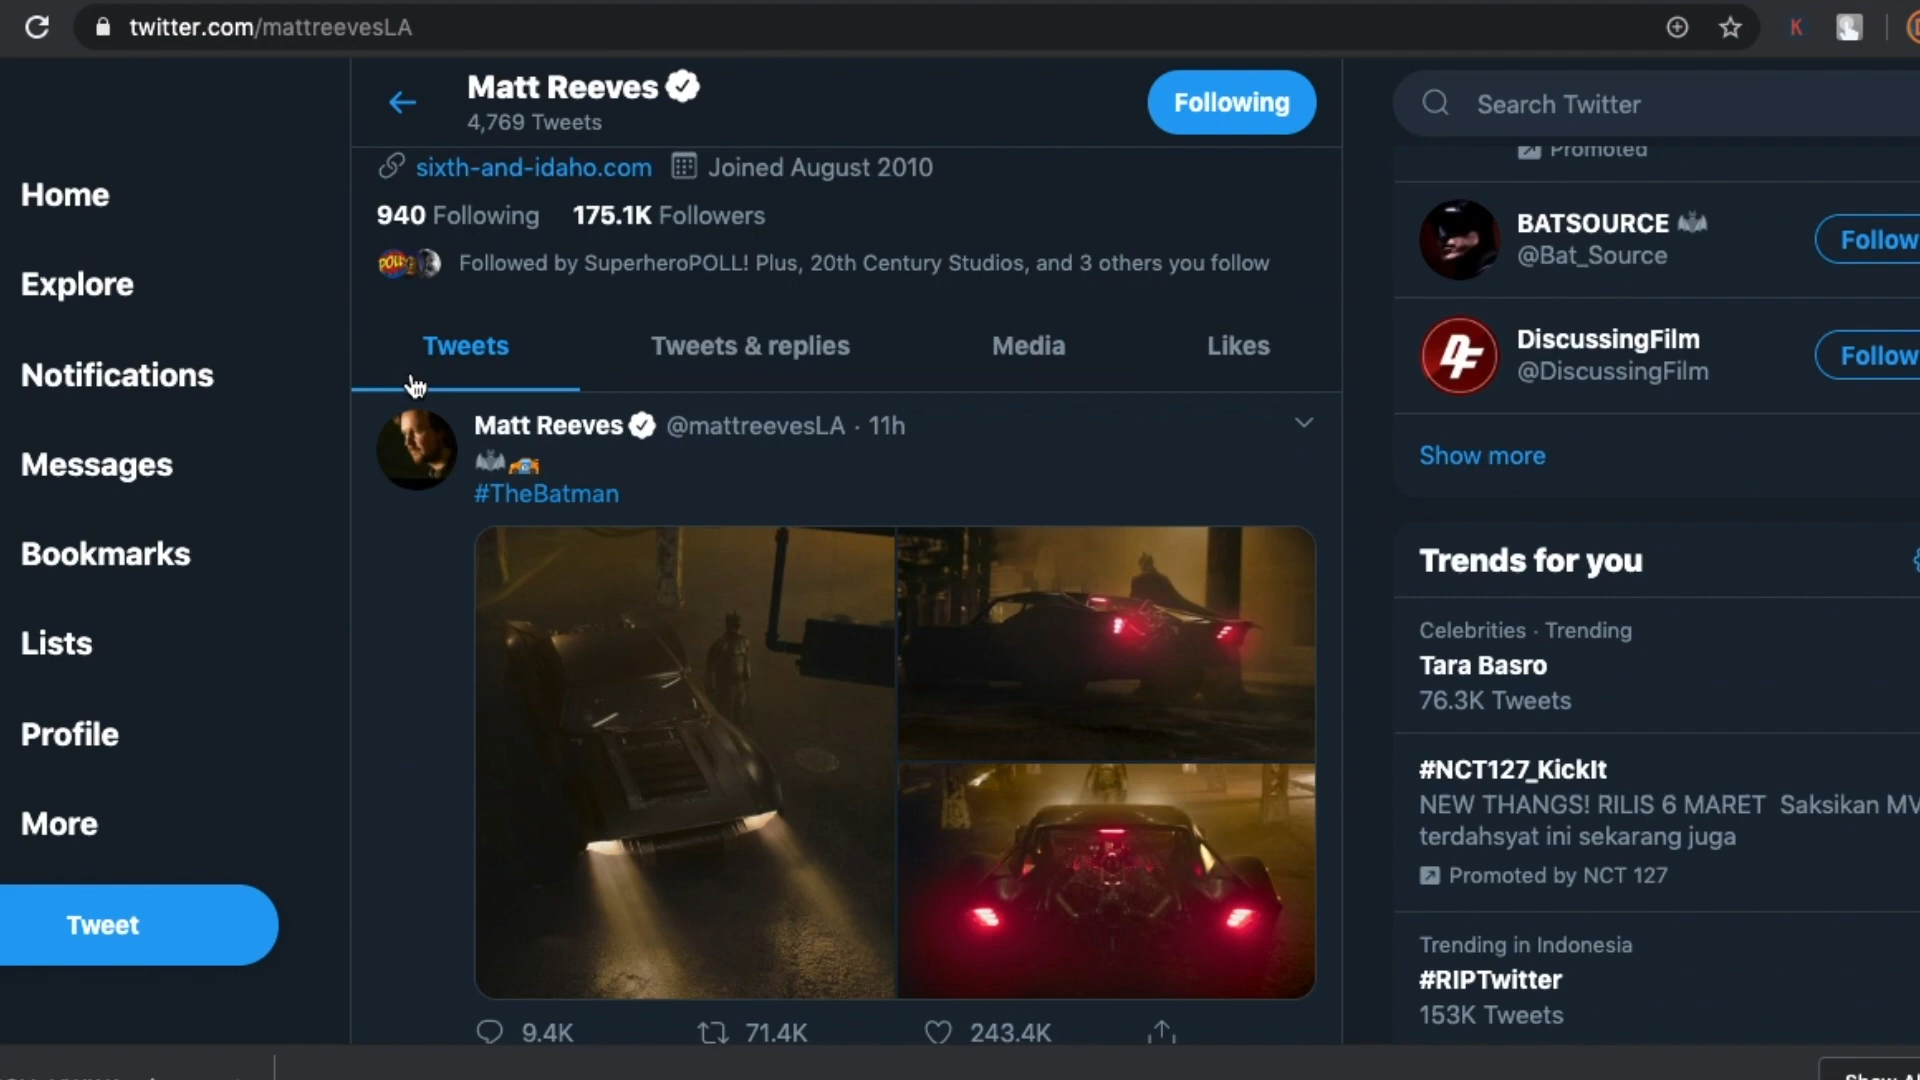 twitter.com/mattreevesLA
K
Matt Reeves
4,769 Tweets
Following
Search Twitter
sixth-and-idaho.com Joined August 2010
940 Following 175.1K Followers
Followed by SuperheroPOLL! Plus, 20th Century Studios, and 3 others you follow
Tweets Tweets & replies Media Likes
Matt Reeves @mattreevesLA · 11h
#TheBatman
9.4K 71.4K 243.4K
Home
Explore
Notifications
Messages
Bookmarks
Lists
Profile
More
Tweet
Promoted
BATSOURCE
@Bat_Source
Follow
DF
DiscussingFilm
@DiscussingFilm
Follow
Show more
Trends for you
Celebrities · Trending
Tara Basro
76.3K Tweets
#NCT127_KickIt
NEW THANGS! RILIS 6 MARET Saksikan MV
terdahsyat ini sekarang juga
Promoted by NCT 127
Trending in Indonesia
#RIPTwitter
153K Tweets